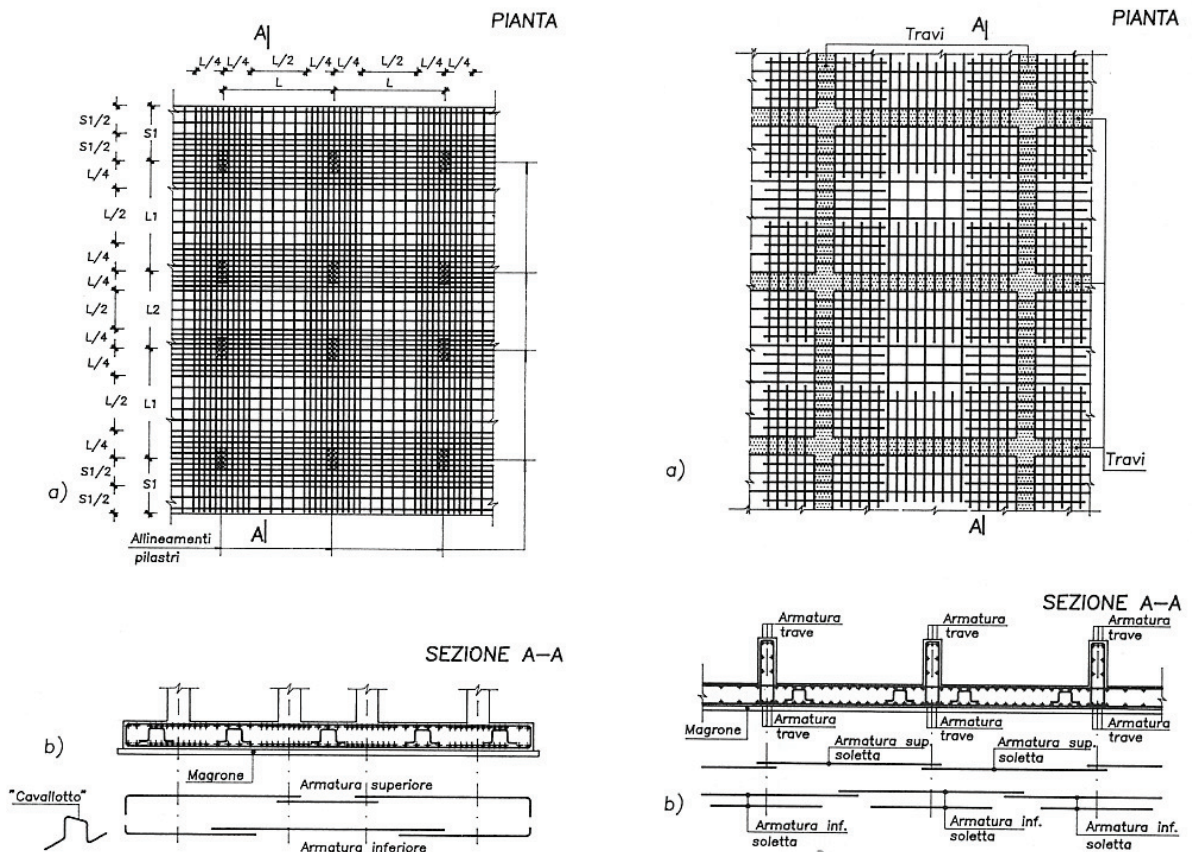 PIANTA
A
L/4 L/4 L/2 L/4 L/4 L/2 L/4 L/4
L L
S1/2
S1
S1/2
L/4
L/2 L1
L/4
L/4
L/2 L2
L/4
L/4
L/2 L1
L/4
S1/2
S1
S1/2
a)
Allineamenti
pilastri
A
SEZIONE A-A
b)
Magrone
"Cavallotto"
Armatura superiore
Armatura inferiore
PIANTA
Travi
A
a)
Travi
A
SEZIONE A-A
Armatura
trave
Armatura
trave
Armatura
trave
Magrone
Armatura
trave
Armatura
trave
Armatura
trave
Armatura sup.
soletta
Armatura sup.
soletta
b)
Armatura inf.
soletta
Armatura inf.
soletta
Armatura inf.
soletta